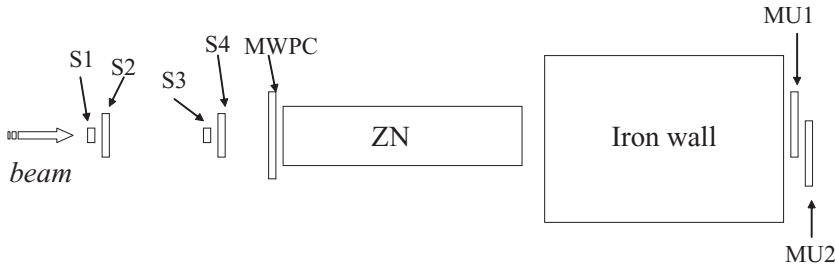 MU1
S4
MWPC
S1
S2
S3
ZN
Iron wall
beam
MU2